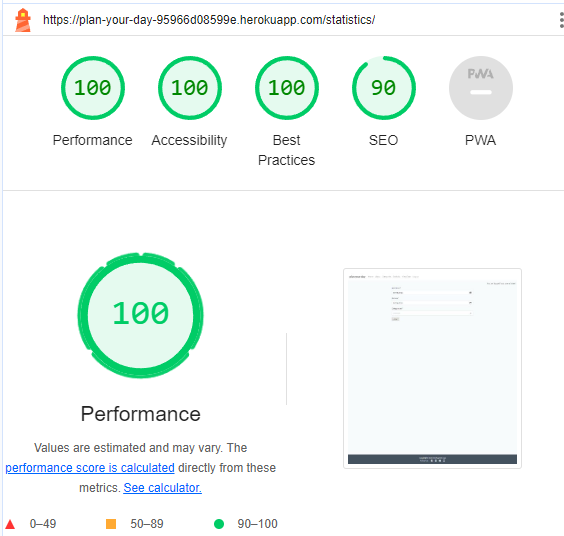 https://plan-your-day-95966d08599e.herokuapp.com/statistics/
100 100 100 90 PWA
Performance Accessibility Best Practices SEO PWA
100
Performance
Values are estimated and may vary. The
performance score is calculated directly from these
metrics. See calculator.
0–49 50–89 90–100